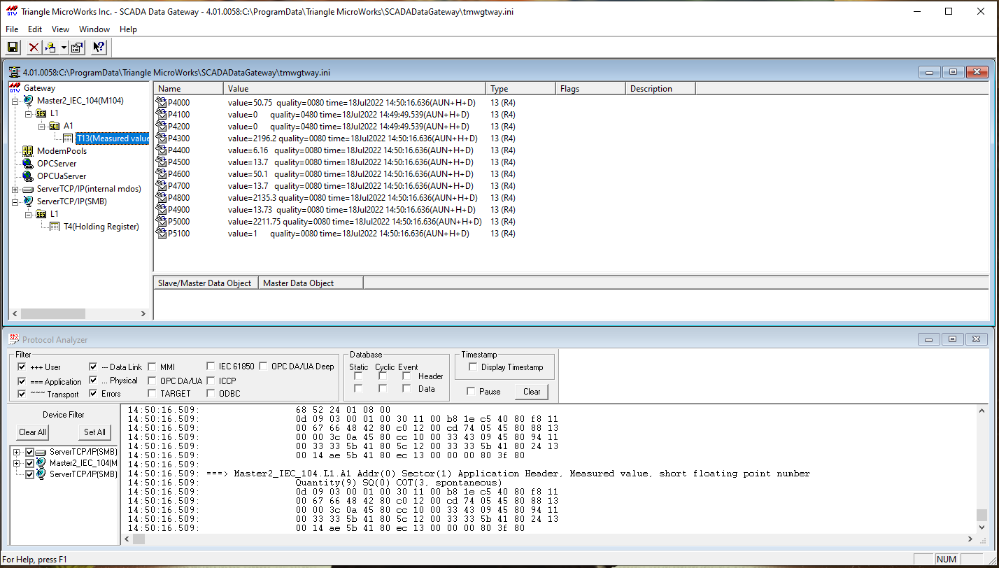 Triangle MicroWorks Inc. - SCADA Data Gateway - 4.01.0058:C:\ProgramData\Triangle MicroWorks\SCADADataGateway\tmwgtway.ini
File Edit View Window Help
4.01.0058:C:\ProgramData\Triangle MicroWorks\SCADADataGateway\tmwgtway.ini
Gateway
Master2_IEC_104(M104)
L1
A1
T13(Measured value
ModemPools
OPCServer
OPCUaServer
ServerTCP/IP(internal mdos)
ServerTCP/IP(SMB)
L1
T4(Holding Register)
Name Value Type Flags Description
P4000 value=50.75 quality=0080 time=18Jul2022 14:50:16.636(AUN+H+D) 13 (R4)
P4100 value=0 quality=0480 time=18Jul2022 14:49:49.539(AUN+H+D) 13 (R4)
P4200 value=0 quality=0480 time=18Jul2022 14:49:49.539(AUN+H+D) 13 (R4)
P4300 value=2196.2 quality=0080 time=18Jul2022 14:50:16.636(AUN+H+D) 13 (R4)
P4400 value=6.16 quality=0080 time=18Jul2022 14:50:16.636(AUN+H+D) 13 (R4)
P4500 value=13.7 quality=0080 time=18Jul2022 14:50:16.636(AUN+H+D) 13 (R4)
P4600 value=50.1 quality=0080 time=18Jul2022 14:50:16.636(AUN+H+D) 13 (R4)
P4700 value=13.7 quality=0080 time=18Jul2022 14:50:16.636(AUN+H+D) 13 (R4)
P4800 value=2135.3 quality=0080 time=18Jul2022 14:50:16.636(AUN+H+D) 13 (R4)
P4900 value=13.73 quality=0080 time=18Jul2022 14:50:16.636(AUN+H+D) 13 (R4)
P5000 value=2211.75 quality=0080 time=18Jul2022 14:50:16.636(AUN+H+D) 13 (R4)
P5100 value=1 quality=0080 time=18Jul2022 14:50:16.636(AUN+H+D) 13 (R4)
Slave/Master Data Object Master Data Object
Protocol Analyzer
Filter
+++ User --- Data Link MMI IEC 61850 OPC DA/UA Deep
=== Application ... Physical OPC DA/UA ICCP
~~~ Transport Errors TARGET ODBC
Database
Static Cyclic Event
Header
Data
Timestamp
Display Timestamp
Pause Clear
Device Filter
Clear All Set All
ServerTCP/IP(SMB)
Master2_IEC_104(M
ServerTCP/IP(SMB)
14:50:16.509: 68 52 24 01 08 00
14:50:16.509: 0d 09 03 00 01 00 30 11 00 b8 1e c5 40 80 f8 11
14:50:16.509: 00 67 66 48 42 80 c0 12 00 cd 74 05 45 80 88 13
14:50:16.509: 00 00 3c 0a 45 80 cc 10 00 33 43 09 45 80 94 11
14:50:16.509: 00 33 33 5b 41 80 5c 12 00 33 33 5b 41 80 24 13
14:50:16.509: 00 14 ae 5b 41 80 ec 13 00 00 00 80 3f 80
14:50:16.509:
14:50:16.509: ===> Master2_IEC_104.L1.A1 Addr(0) Sector(1) Application Header, Measured value, short floating point number
14:50:16.509: Quantity(9) SQ(0) COT(3, spontaneous)
14:50:16.509: 0d 09 03 00 01 00 30 11 00 b8 1e c5 40 80 f8 11
14:50:16.509: 00 67 66 48 42 80 c0 12 00 cd 74 05 45 80 88 13
14:50:16.509: 00 00 3c 0a 45 80 cc 10 00 33 43 09 45 80 94 11
14:50:16.509: 00 33 33 5b 41 80 5c 12 00 33 33 5b 41 80 24 13
14:50:16.509: 00 14 ae 5b 41 80 ec 13 00 00 00 80 3f 80
For Help, press F1
NUM